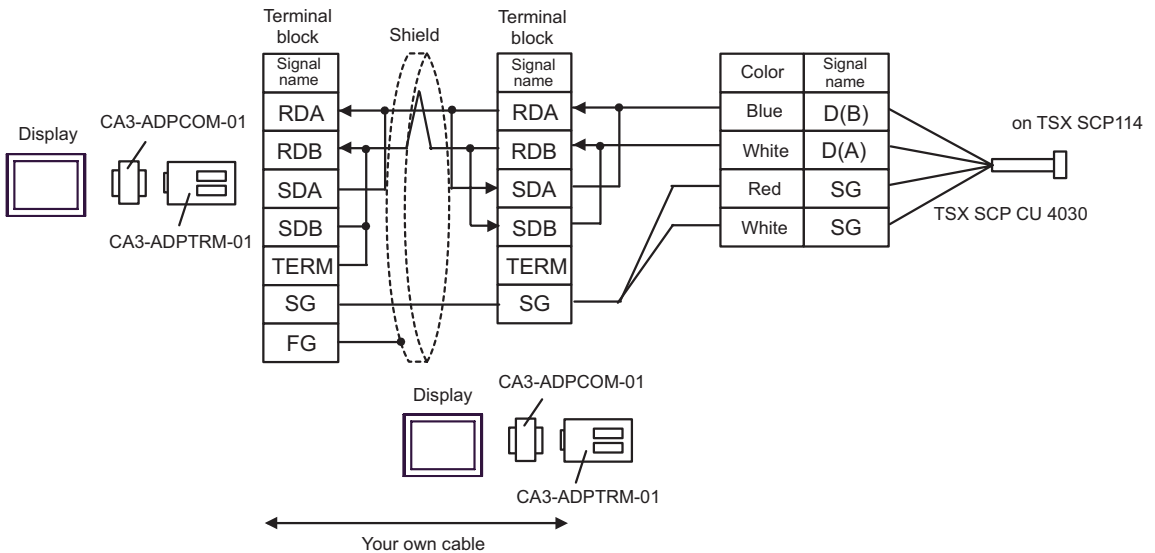 Terminal
block
Shield
Terminal
block
Signal
name
RDA
RDB
SDA
SDB
TERM
SG
FG
Signal
name
RDA
RDB
SDA
SDB
TERM
SG
Color
Signal
name
Blue
D(B)
White
D(A)
Red
SG
White
SG
on TSX SCP114
TSX SCP CU 4030
Display
CA3-ADPCOM-01
CA3-ADPTRM-01
Display
CA3-ADPCOM-01
CA3-ADPTRM-01
Your own cable